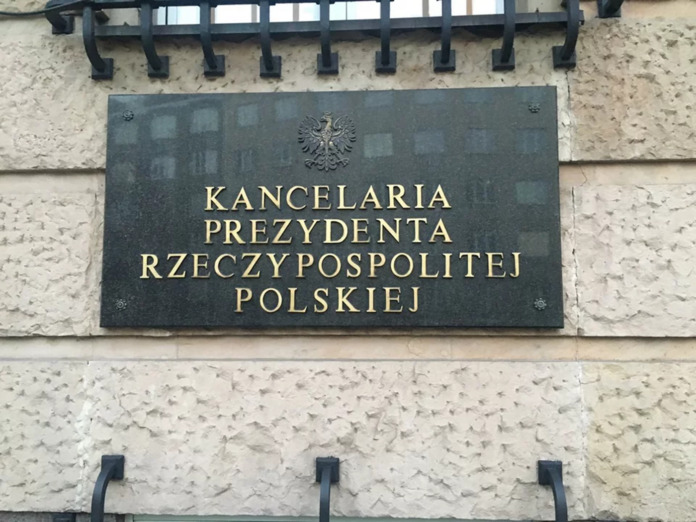 KANCELARIA
PREZYDENTA
RZECZYPOSPOLITEJ
POLSKIEJ